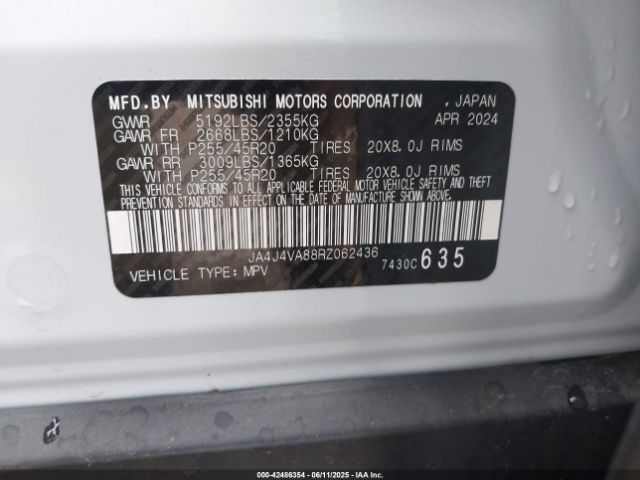 MFD.BY MITSUBISHI MOTORS CORPORATION , JAPAN
GVWR 5192LBS/2355KG APR 2024
GAWR FR 2668LBS/1210KG
WITH P255/45R20 TIRES 20X8.0J RIMS
GAWR RR 3009LBS/1365KG
WITH P255/45R20 TIRES 20X8.0J RIMS
THIS VEHICLE CONFORMS TO ALL APPLICABLE FEDERAL MOTOR VEHICLE SAFETY AND THEFT
PREVENTION STANDARDS IN EFFECT ON THE DATE OF MANUFACTURE SHOWN ABOVE.
JA4J4VA88RZ062436
VEHICLE TYPE:MPV 7430C 635
000-42486354 - 06/11/2025 - IAA Inc.